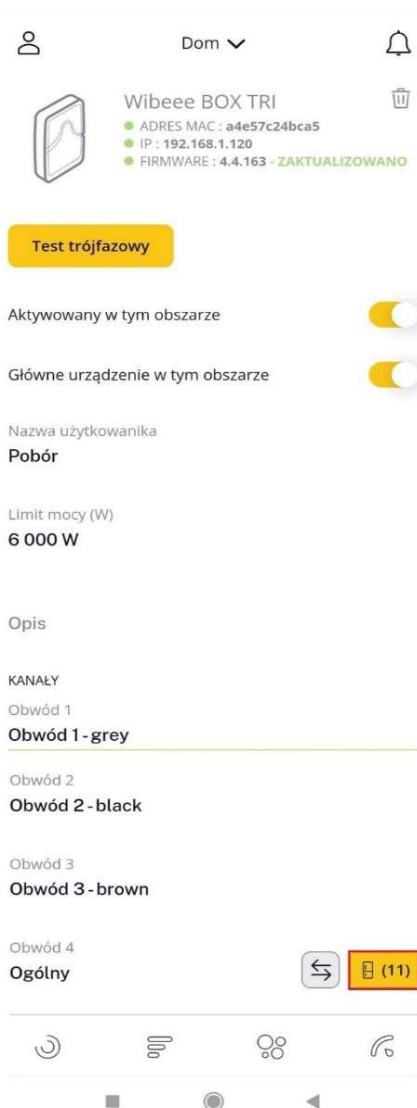 Dom
Wibeee BOX TRI
ADRES MAC : a4e57c24bca5
IP : 192.168.1.120
FIRMWARE : 4.4.163 - ZAKTUALIZOWANO
Test trójfazowy
Aktywowany w tym obszarze
Główne urządzenie w tym obszarze
Nazwa użytkowanika
Pobór
Limit mocy (W)
6 000 W
Opis
KANAŁY
Obwód 1
Obwód 1 - grey
Obwód 2
Obwód 2 - black
Obwód 3
Obwód 3 - brown
Obwód 4
Ogólny
(11)